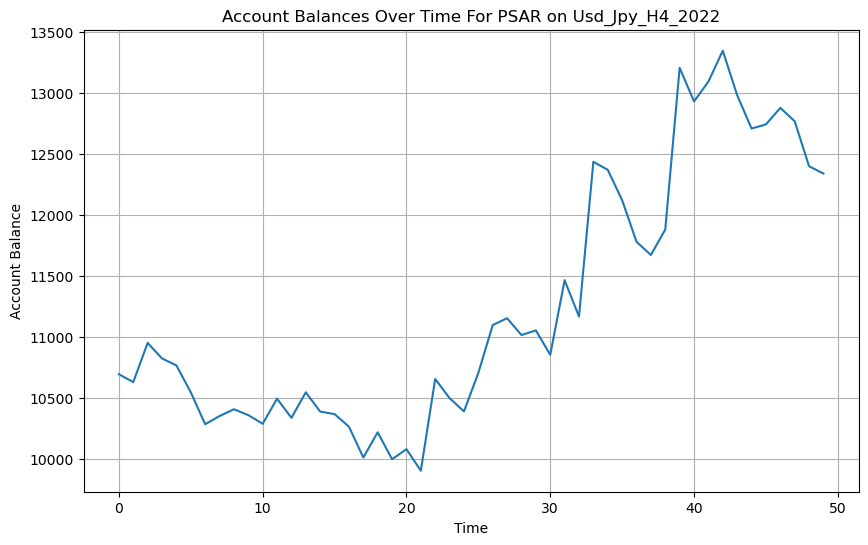 Account Balances Over Time For PSAR on Usd_Jpy_H4_2022
Account Balance
13500
13000
12500
12000
11500
11000
10500
10000
0 10 20 30 40 50
Time